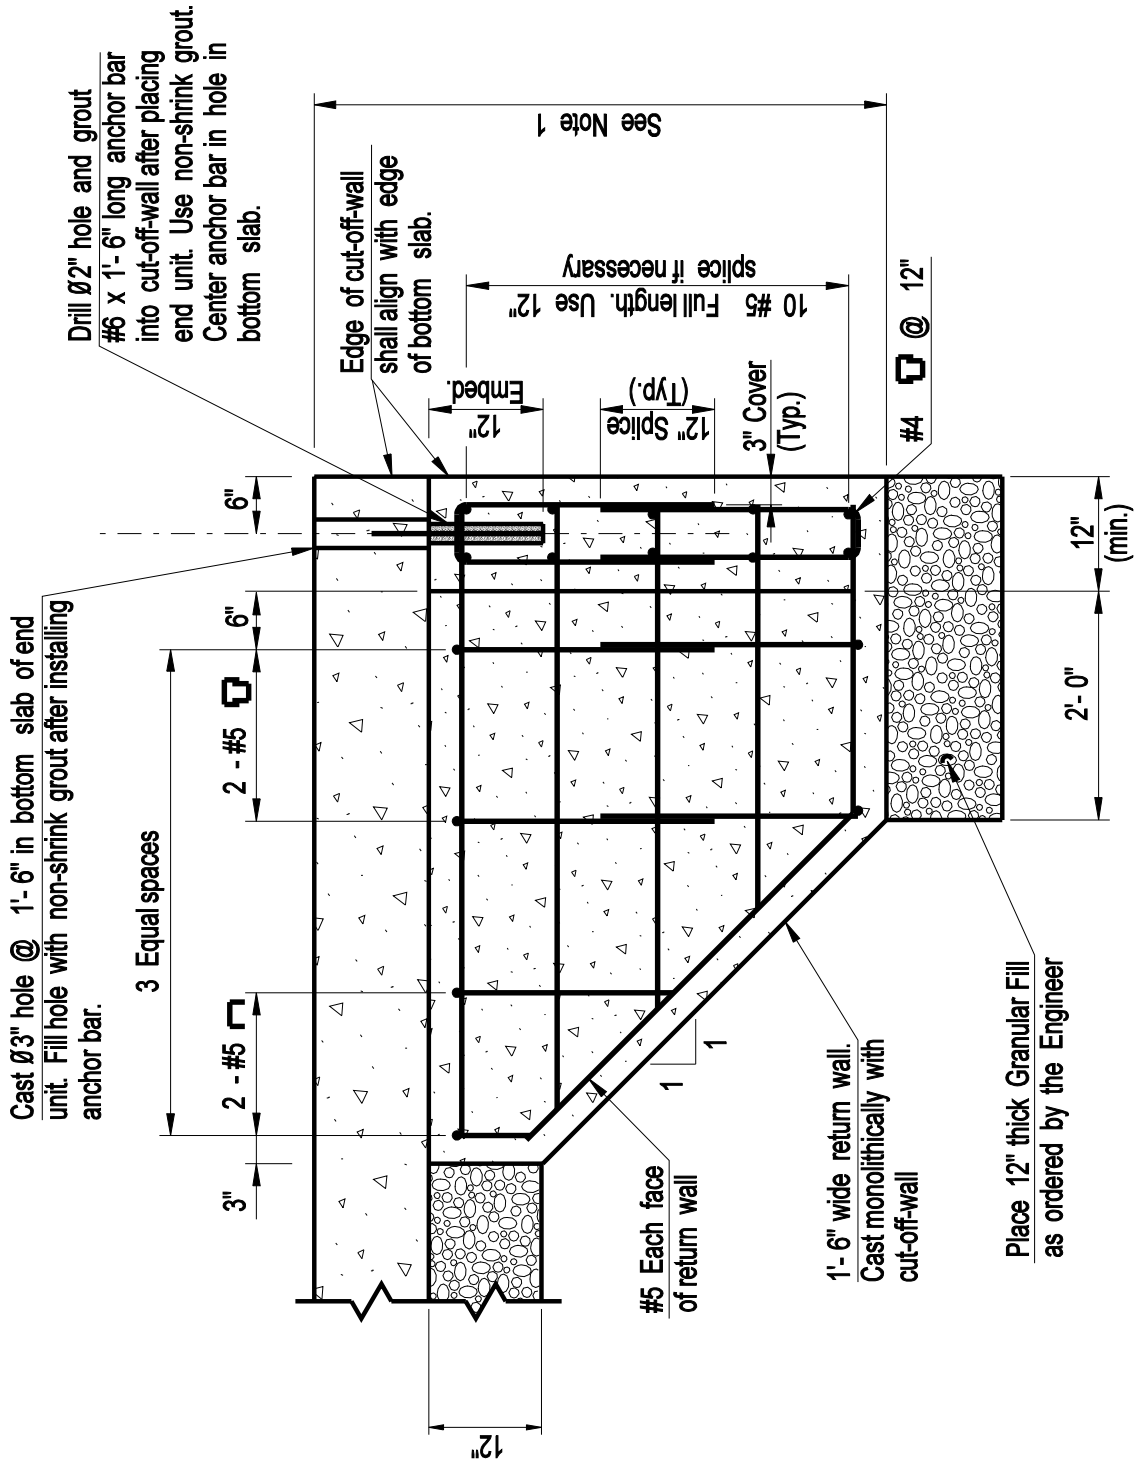 Cast Ø3" hole @ 1'- 6" in bottom slab of end
unit. Fill hole with non-shrink grout after installing
anchor bar.
Drill Ø2" hole and grout
#6 x 1'- 6" long anchor bar
into cut-off-wall after placing
end unit. Use non-shrink grout.
Center anchor bar in hole in
bottom slab.
3 Equal spaces
3"
2 - #5
2 - #5
6"
6"
Edge of cut-off-wall
shall align with edge
of bottom slab.
See Note 1
12"
Embed.
10 #5 Full length. Use 12"
splice if necessary
12" Splice
(Typ.)
3" Cover
(Typ.)
#4 @ 12"
12"
#5 Each face
of return wall
1
1
1'- 6" wide return wall.
Cast monolithically with
cut-off-wall
Place 12" thick Granular Fill
as ordered by the Engineer
2'- 0"
12"
(min.)